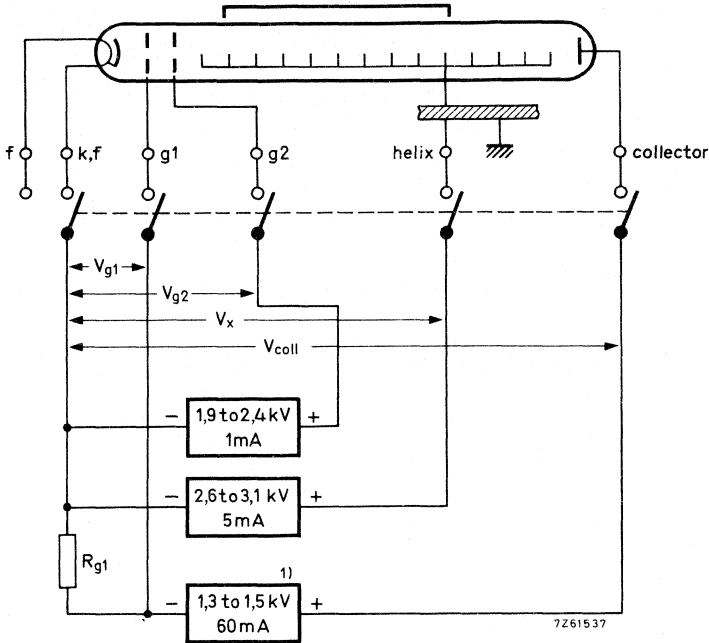 f k,f g1 g2 helix collector
Vg1
Vg2
Vx
Vcoll
− 1,9 to 2,4 kV +
1mA
− 2,6 to 3,1 kV +
5mA
Rg1
1)
− 1,3 to 1,5 kV +
60mA
7Z61537